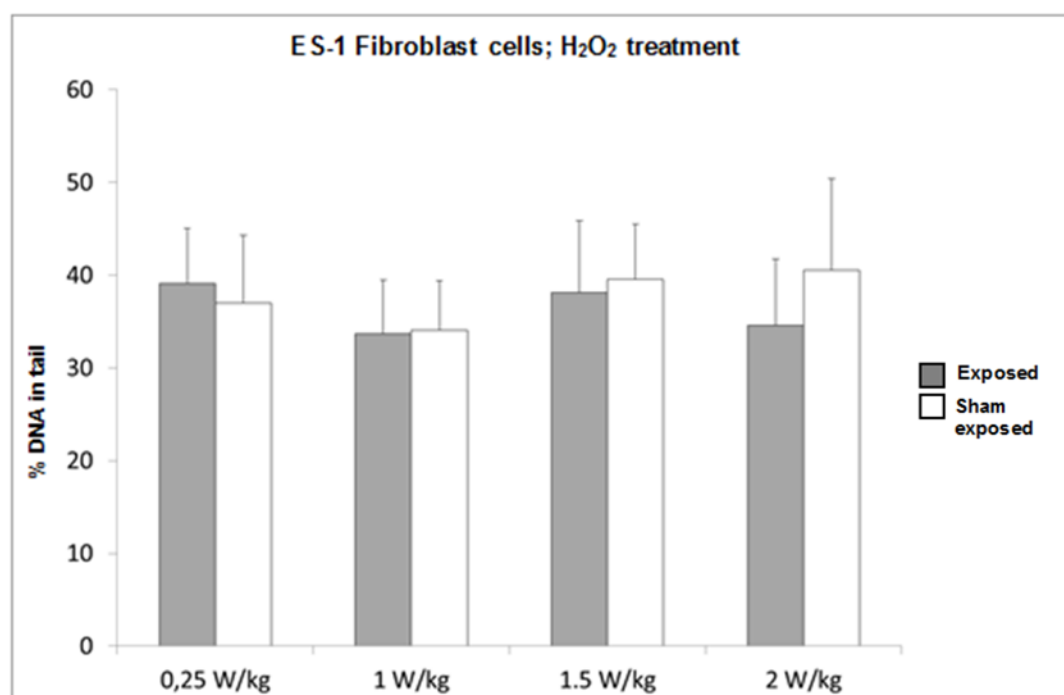 ES-1 Fibroblast cells; H₂O₂ treatment
60
50
40
30
20
10
0
% DNA in tail
0,25 W/kg
1 W/kg
1.5 W/kg
2 W/kg
Exposed
Sham
exposed